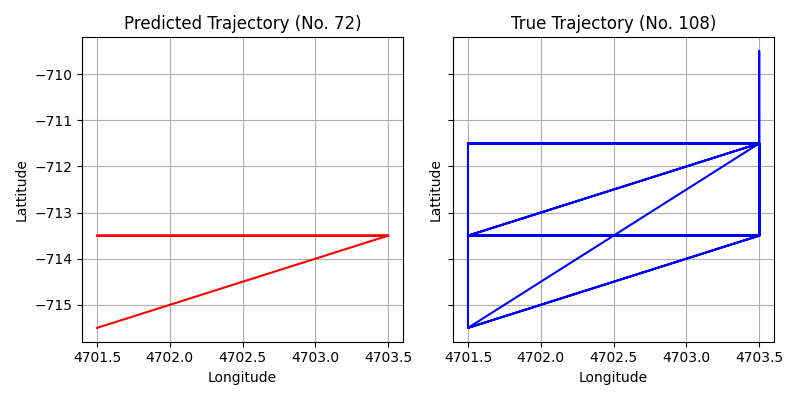 Predicted Trajectory (No. 72)
Lattitude
−710
−711
−712
−713
−714
−715
4701.5 4702.0 4702.5 4703.0 4703.5
Longitude
True Trajectory (No. 108)
Lattitude
4701.5 4702.0 4702.5 4703.0 4703.5
Longitude